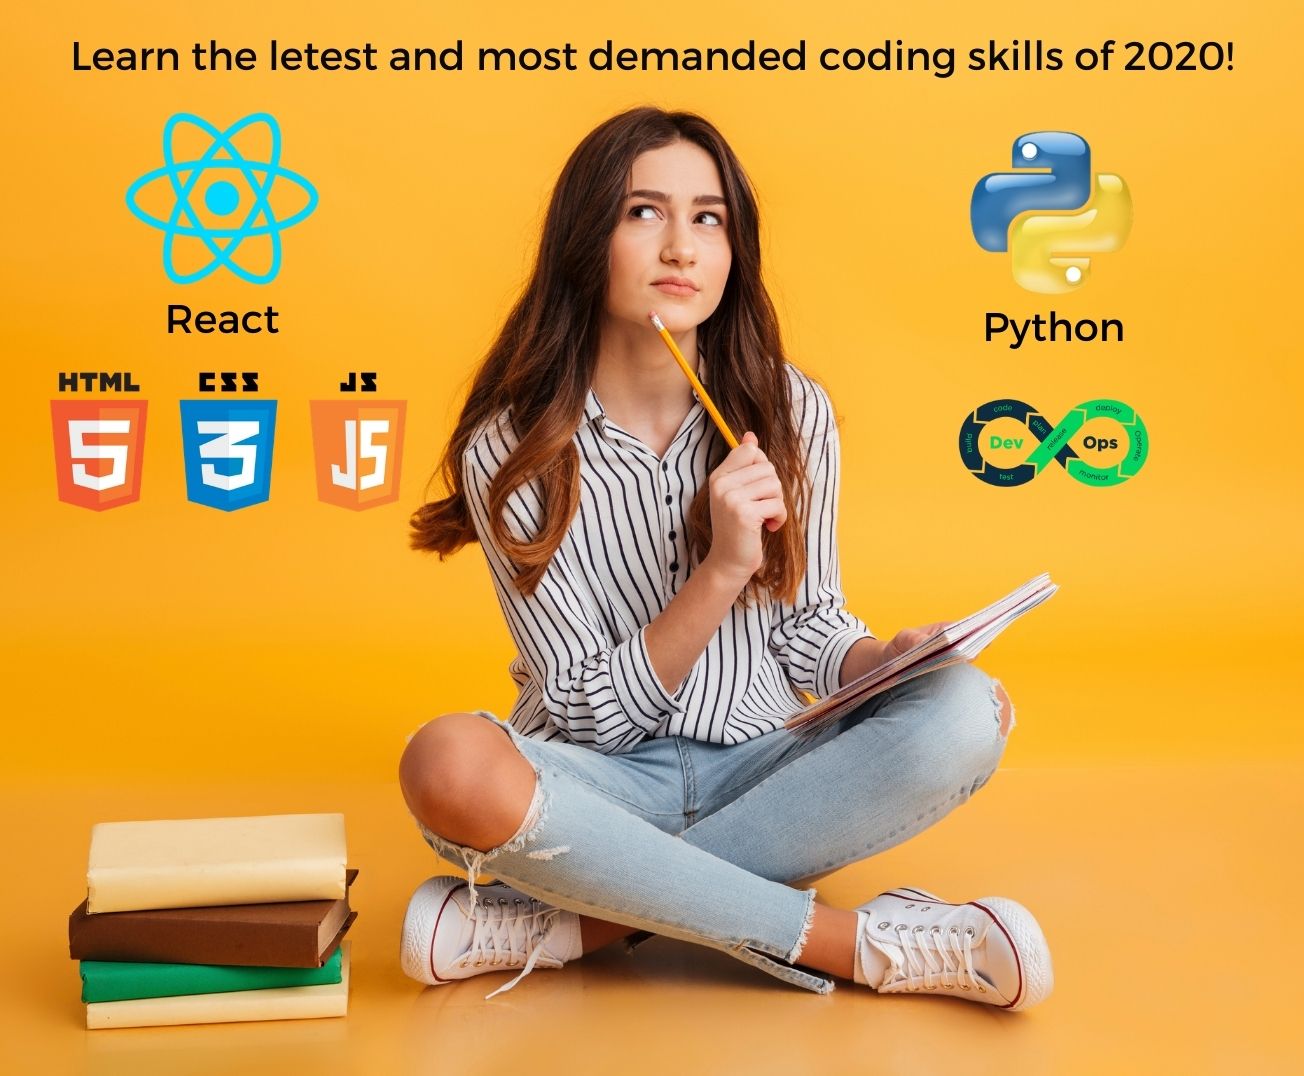 Learn the letest and most demanded coding skills of 2020!
React
Python
HTML
5
CSS
3
JS
JS
code
plan
build
test
Dev
release
deploy
Operate
monitor
Ops